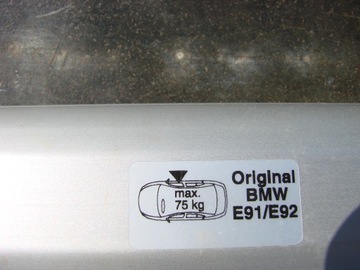 max.
75 kg
Original
BMW
E91/E92